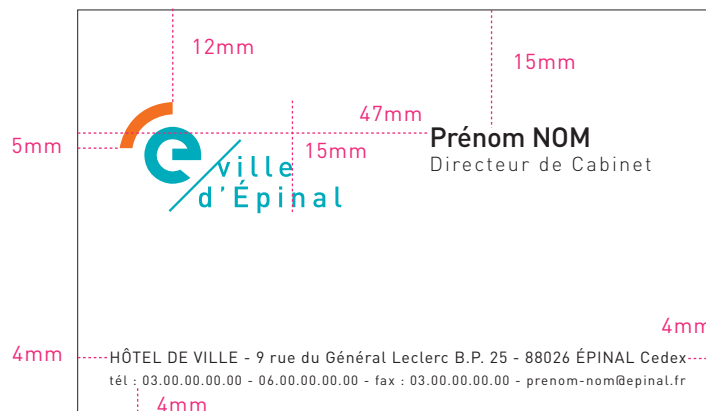 12mm
15mm
47mm
5mm
Prénom NOM
Directeur de Cabinet
15mm
ville
d'Épinal
4mm
4mm
HÔTEL DE VILLE - 9 rue du Général Leclerc B.P. 25 - 88026 ÉPINAL Cedex
tél : 03.00.00.00.00 - 06.00.00.00.00 - fax : 03.00.00.00.00 - prenom-nom@epinal.fr
4mm